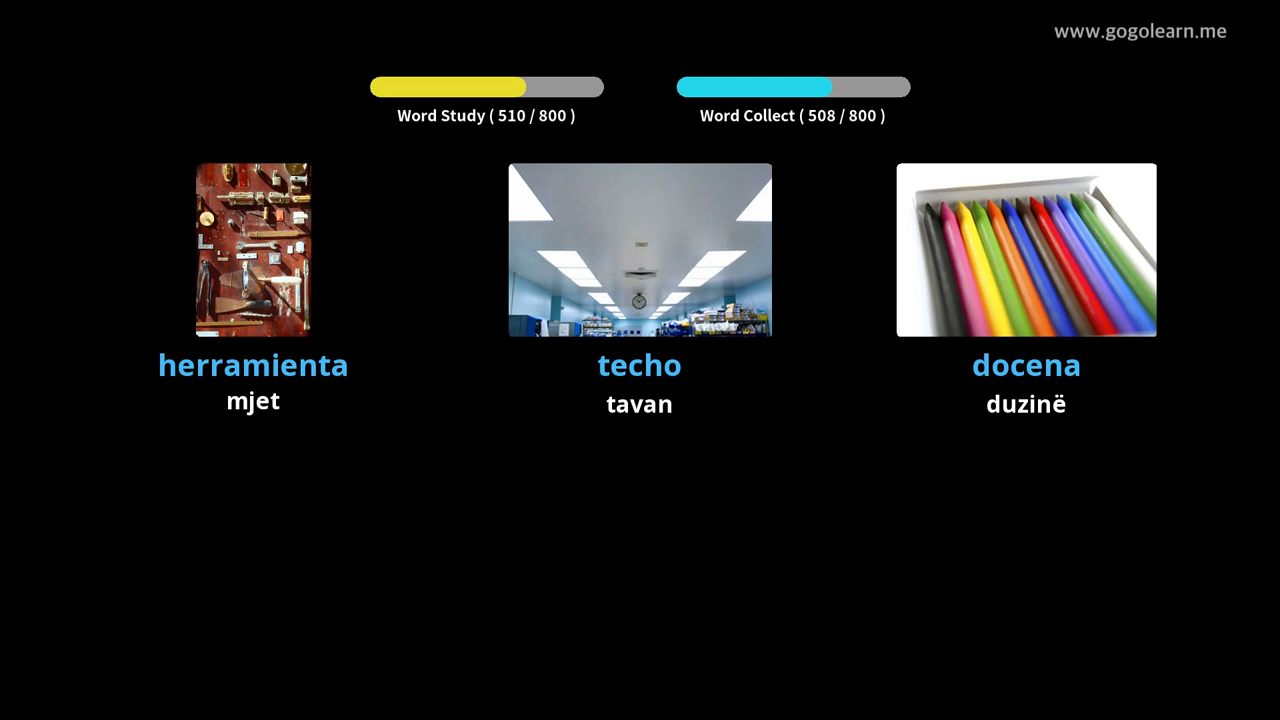 www.gogolearn.me
Word Study ( 510 / 800 )
Word Collect ( 508 / 800 )
herramienta
mjet
techo
tavan
docena
duzinë